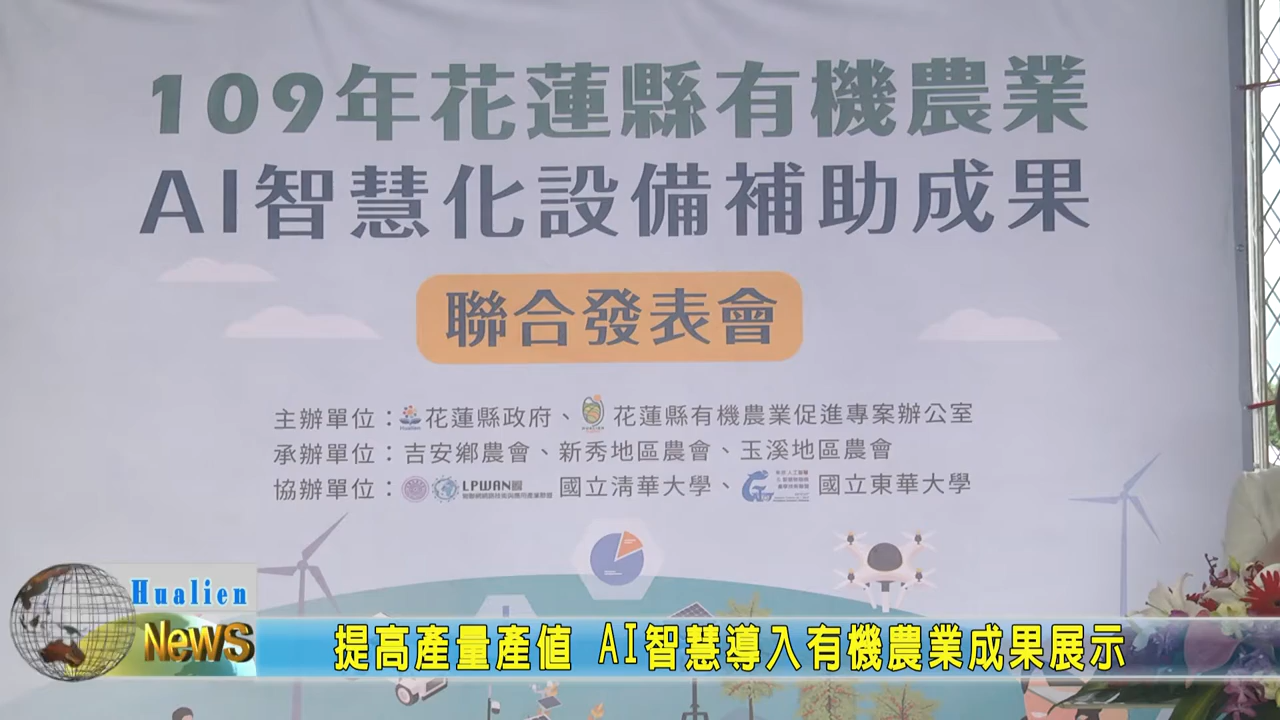 109年花蓮縣有機農業
AI智慧化設備補助成果
聯合發表會
主辦單位：花蓮縣政府、花蓮縣有機農業促進專案辦公室
承辦單位：吉安鄉農會、新秀地區農會、玉溪地區農會
協辦單位：LPWAN 國立清華大學、國立東華大學
Hualien
News
提高產量產值 AI智慧導入有機農業成果展示